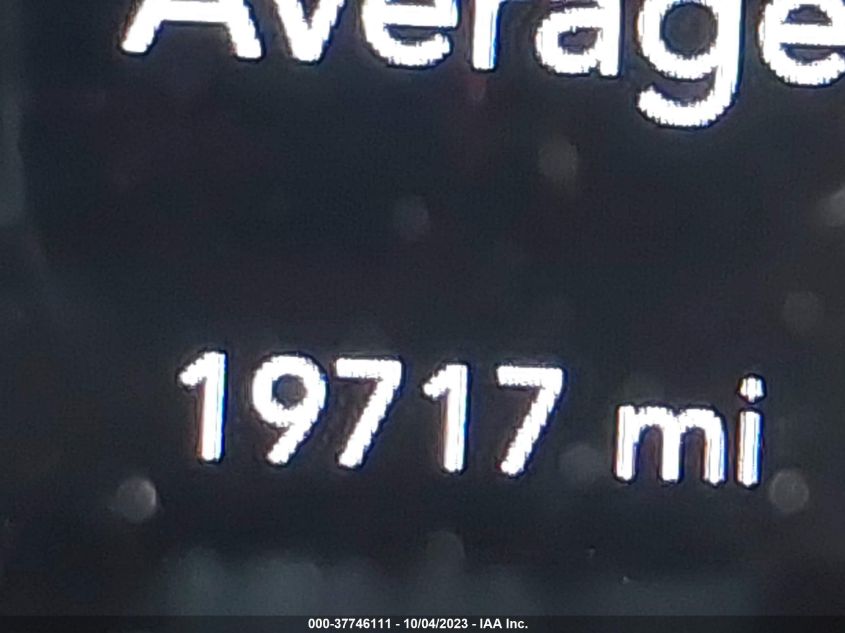 Average
19717 mi
000-37746111 - 10/04/2023 - IAA Inc.